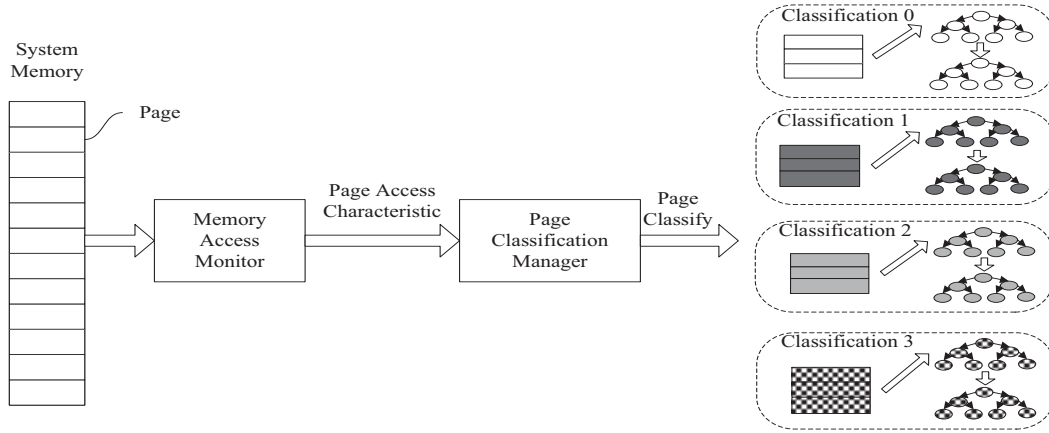 System
Memory
Page
Memory
Access
Monitor
Page Access
Characteristic
Page
Classification
Manager
Page
Classify
Classification 0
Classification 1
Classification 2
Classification 3